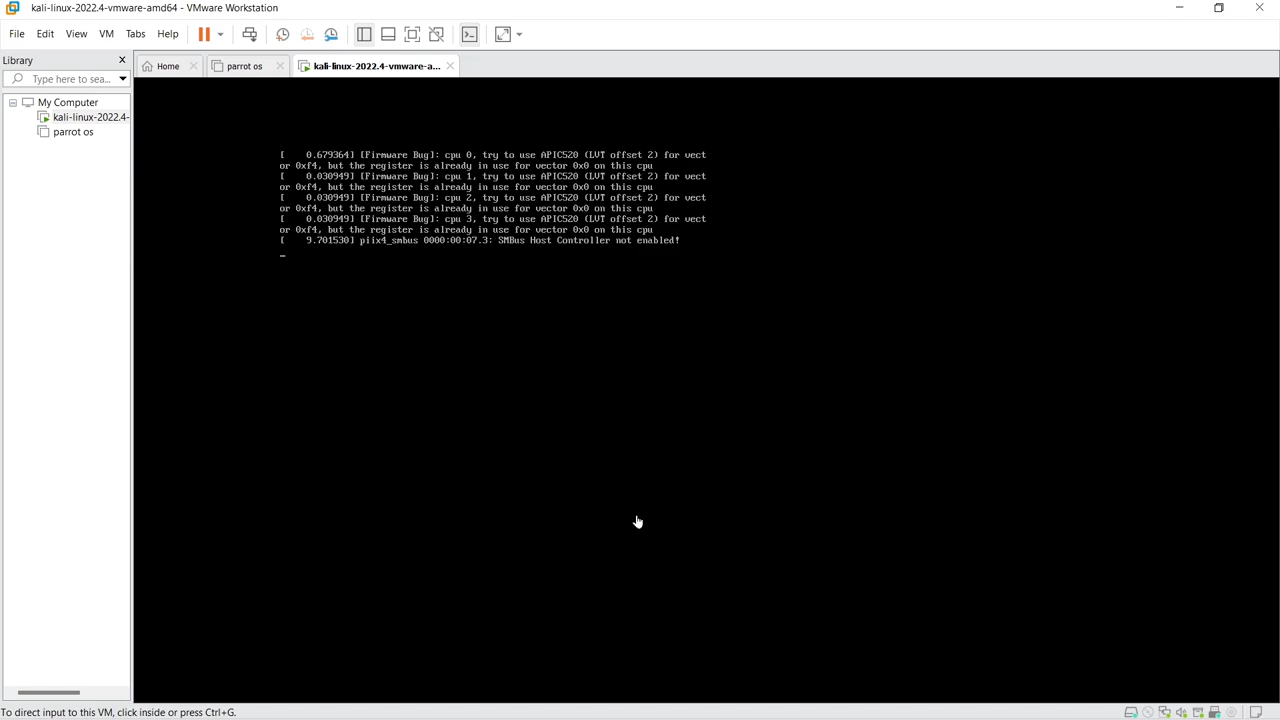 kali-linux-2022.4-vmware-amd64 - VMware Workstation
File Edit View VM Tabs Help
Library
Type here to sea...
Home
parrot os
kali-linux-2022.4-vmware-a...
My Computer
kali-linux-2022.4-
parrot os
[    0.679364] [Firmware Bug]: cpu 0, try to use APIC520 (LVT offset 2) for vect
or 0xf4, but the register is already in use for vector 0x0 on this cpu
[    0.030949] [Firmware Bug]: cpu 1, try to use APIC520 (LVT offset 2) for vect
or 0xf4, but the register is already in use for vector 0x0 on this cpu
[    0.030949] [Firmware Bug]: cpu 2, try to use APIC520 (LVT offset 2) for vect
or 0xf4, but the register is already in use for vector 0x0 on this cpu
[    0.030949] [Firmware Bug]: cpu 3, try to use APIC520 (LVT offset 2) for vect
or 0xf4, but the register is already in use for vector 0x0 on this cpu
[    9.701530] piix4_smbus 0000:00:07.3: SMBus Host Controller not enabled!
_
To direct input to this VM, click inside or press Ctrl+G.